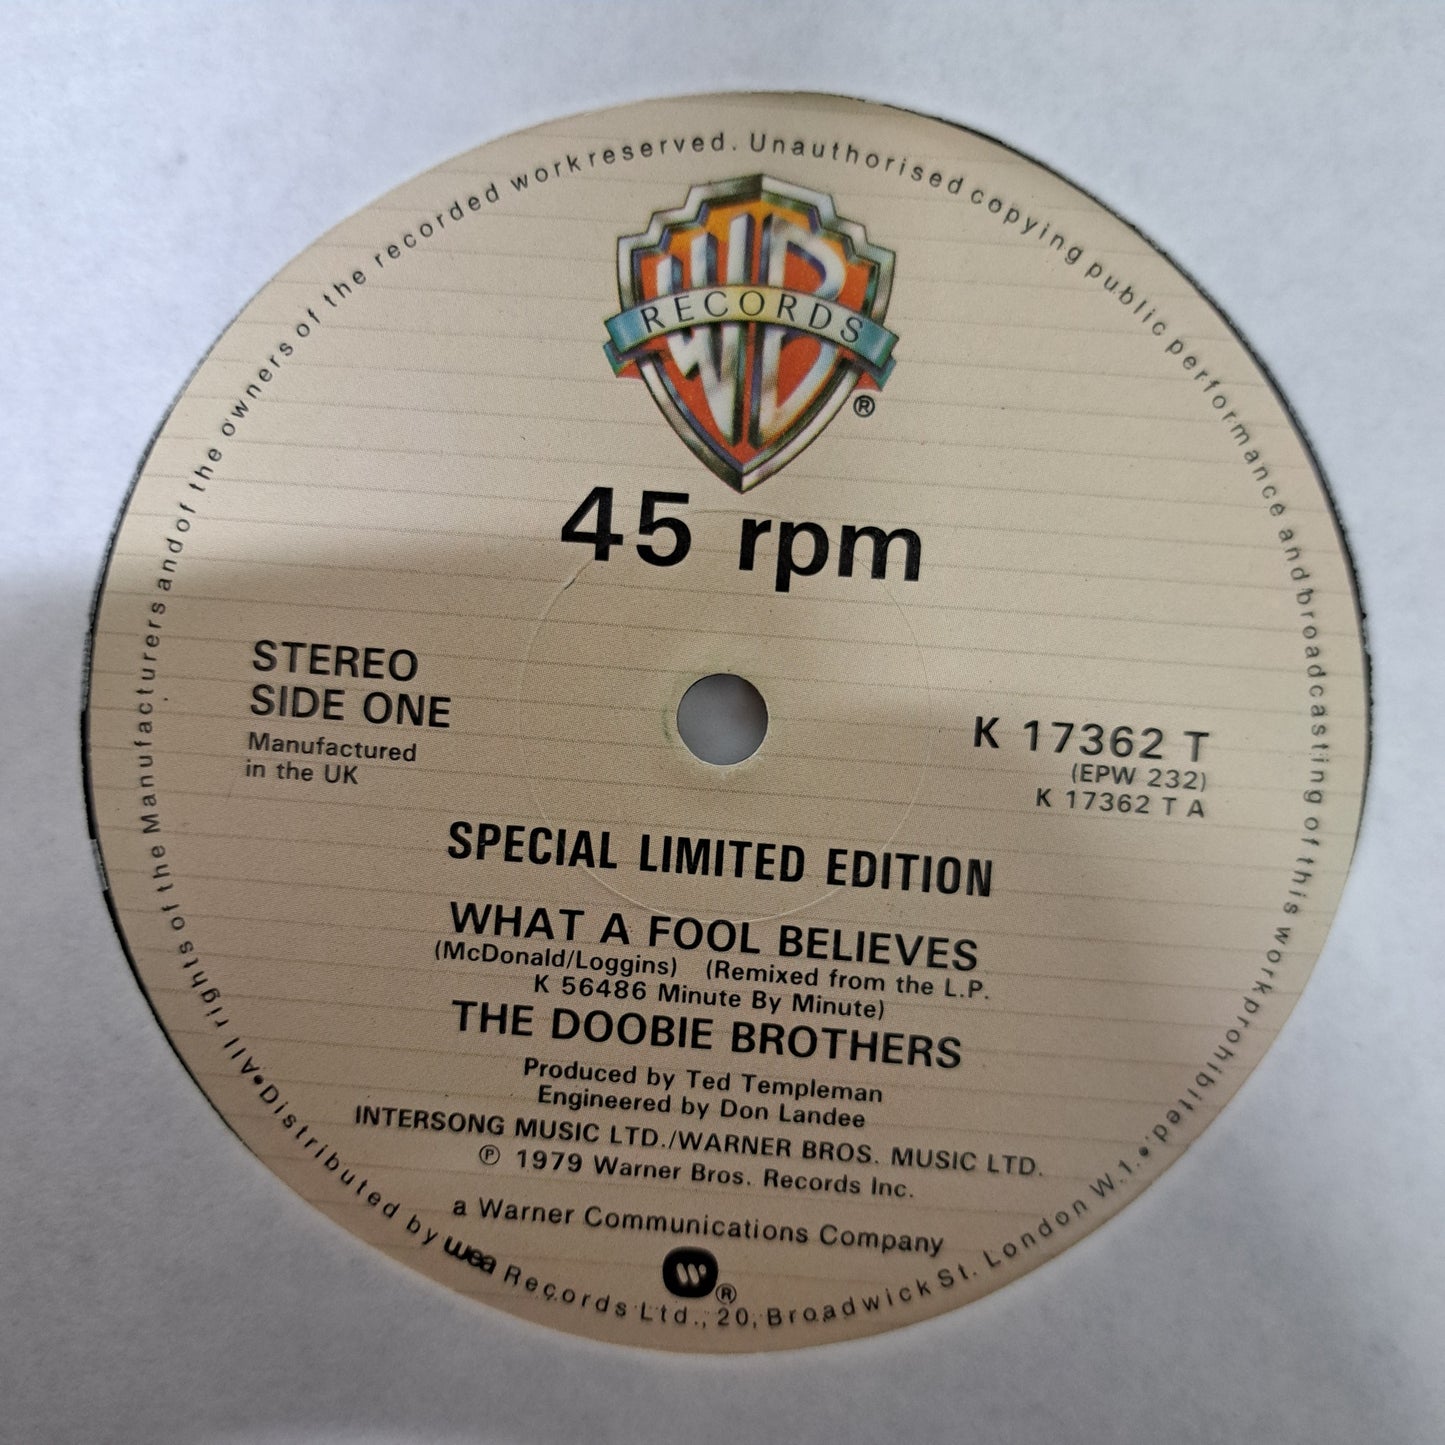 WB
RECORDS
®
45 rpm
STEREO
SIDE ONE
Manufactured
in the UK
K 17362 T
(EPW 232)
K 17362 T A
SPECIAL LIMITED EDITION
WHAT A FOOL BELIEVES
(McDonald/Loggins) (Remixed from the L.P.
K 56486 Minute By Minute)
THE DOOBIE BROTHERS
Produced by Ted Templeman
Engineered by Don Landee
INTERSONG MUSIC LTD./WARNER BROS. MUSIC LTD.
℗ 1979 Warner Bros. Records Inc.
a Warner Communications Company
W®
All rights of the Manufacturers and of the owners of the recorded work reserved. Unauthorised copying public performance and broadcasting of this work prohibited.
•Distributed by wea Records Ltd., 20, Broadwick St. London W.1.•